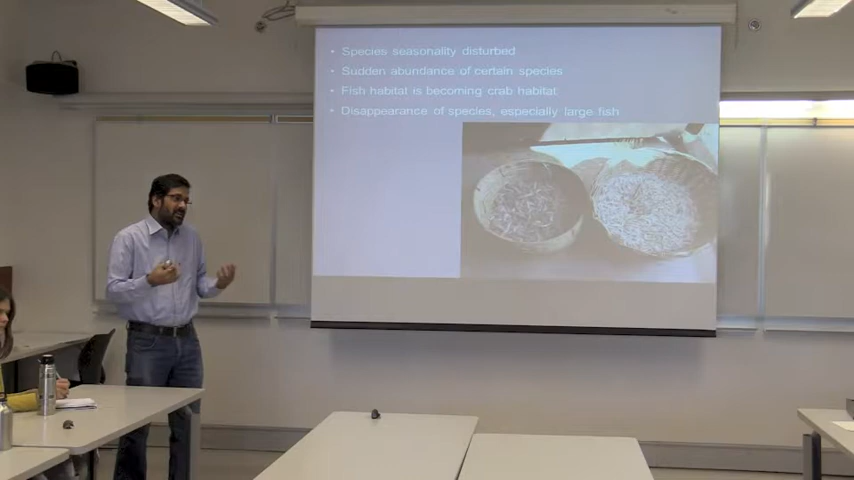 • Species seasonality disturbed
• Sudden abundance of certain species
• Fish habitat is becoming crab habitat
• Disappearance of species, especially large fish